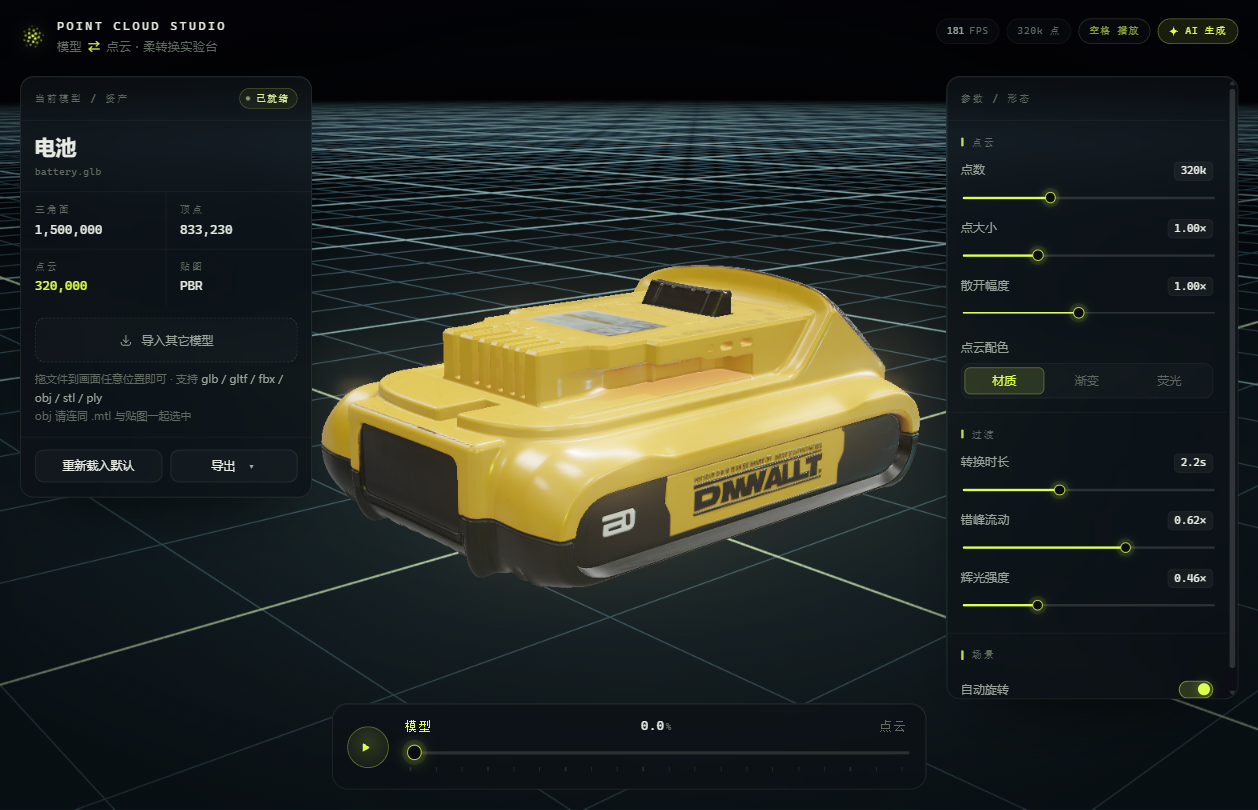 POINT CLOUD STUDIO
模型 ⇄ 点云 · 柔转换实验台
181 FPS
320k 点
空格 播放
AI 生成
当前模型 / 资产
已就绪
电池
battery.glb
三角面
顶点
1,500,000
833,230
点云
贴图
320,000
PBR
导入其它模型
拖文件到画面任意位置即可 · 支持 glb / gltf / fbx /
obj / stl / ply
obj 请连同 .mtl 与贴图一起选中
重新载入默认
导出
参数 / 形态
点云
点数
320k
点大小
1.00×
散开幅度
1.00×
点云配色
材质
渐变
荧光
过渡
转换时长
2.2s
错峰流动
0.62×
辉光强度
0.46×
场景
自动旋转
模型
0.0%
点云
20